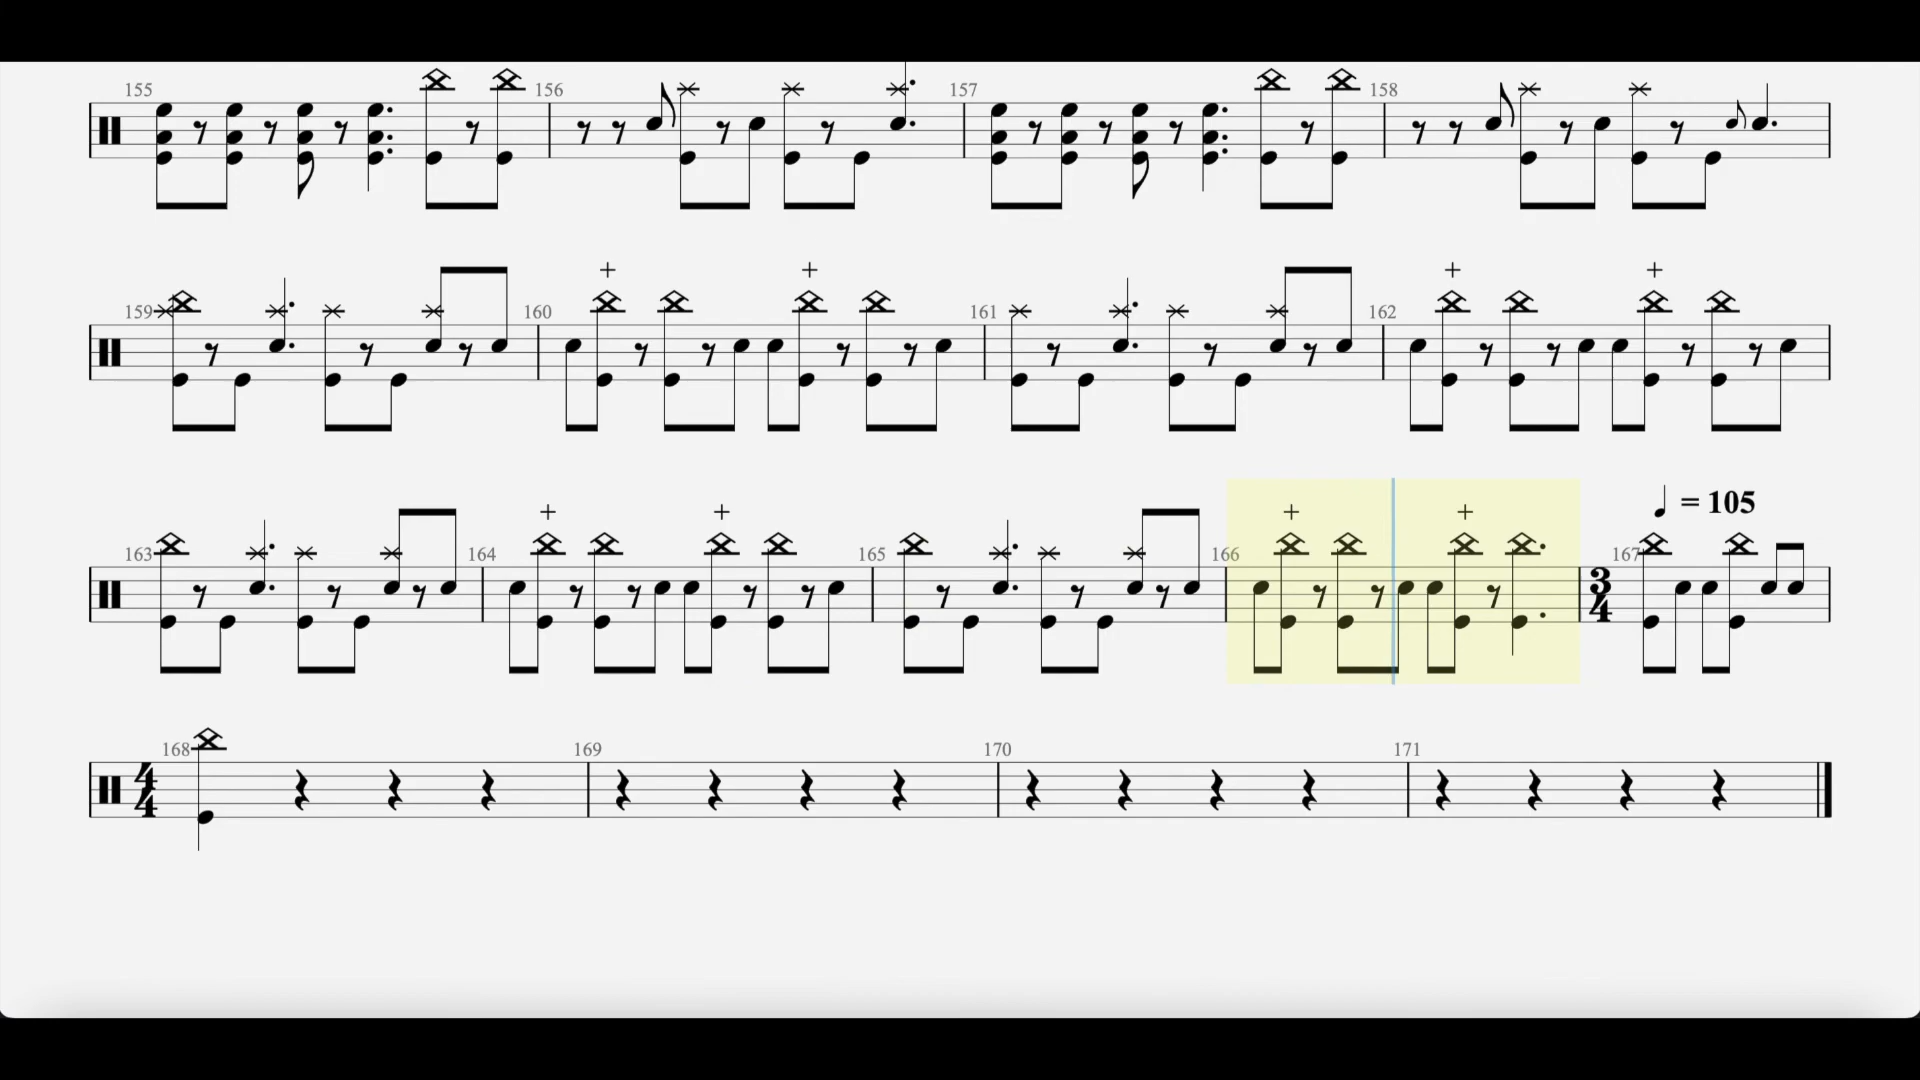 155 156 157 158
+ +
159 160 161 + + 162
+ + + + ♩ = 105
163 164 165 166 167
3
4
168 169 170 171
4
4